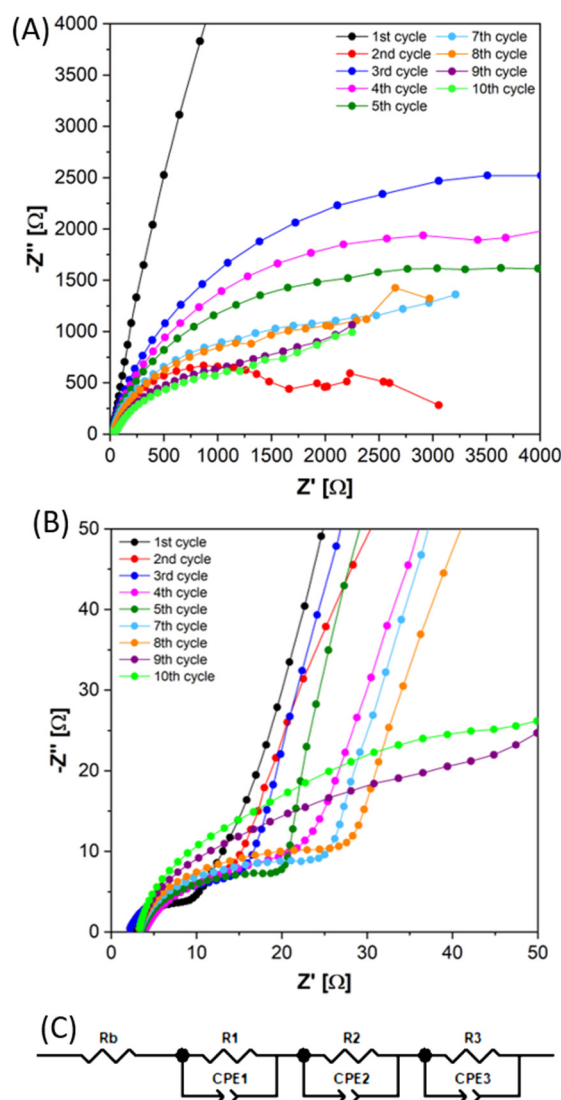 (A)
4000
3500
3000
2500
2000
1500
1000
500
0
-Z'' [Ω]
1st cycle
2nd cycle
3rd cycle
4th cycle
5th cycle
7th cycle
8th cycle
9th cycle
10th cycle
0 500 1000 1500 2000 2500 3000 3500 4000
Z' [Ω]
(B)
50
40
30
20
10
0
-Z'' [Ω]
1st cycle
2nd cycle
3rd cycle
4th cycle
5th cycle
7th cycle
8th cycle
9th cycle
10th cycle
0 10 20 30 40 50
Z' [Ω]
(C)
Rb R1 R2 R3
CPE1 CPE2 CPE3